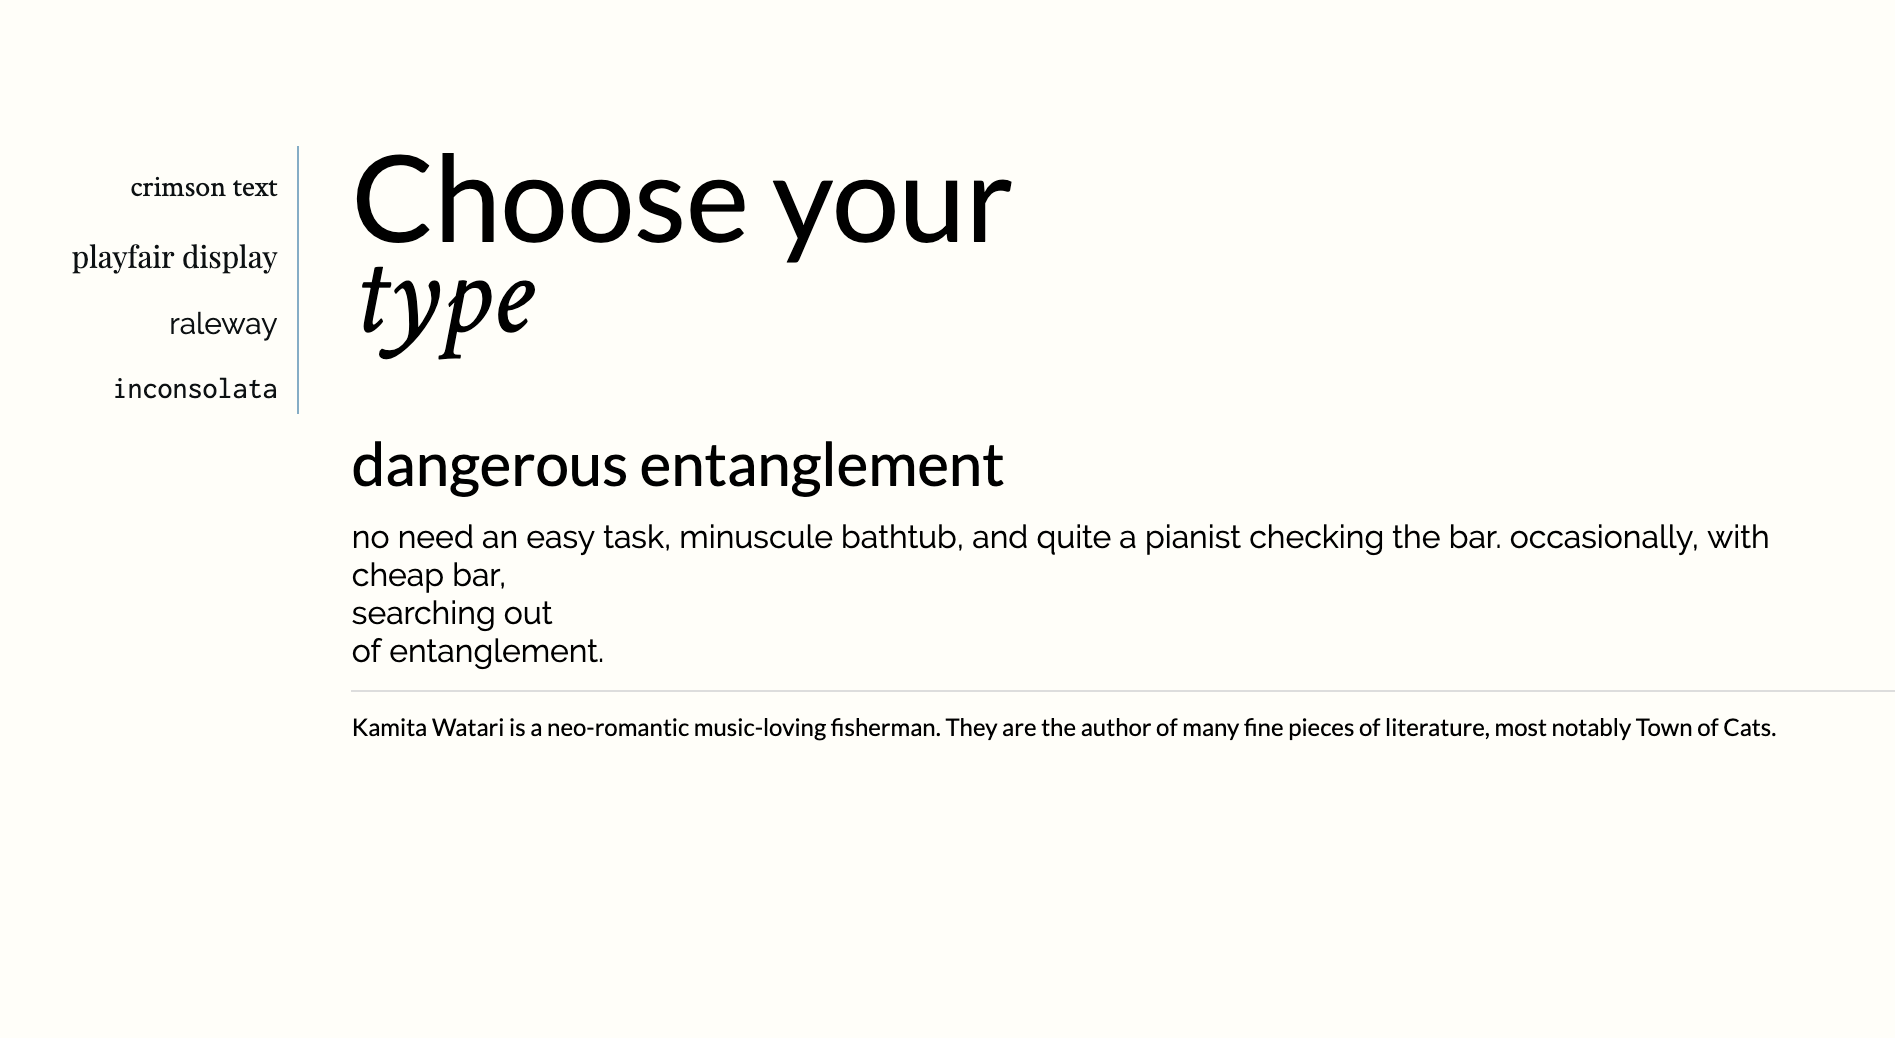 crimson text
playfair display
raleway
inconsolata
Choose your
type
dangerous entanglement
no need an easy task, minuscule bathtub, and quite a pianist checking the bar. occasionally, with
cheap bar,
searching out
of entanglement.
Kamita Watari is a neo-romantic music-loving fisherman. They are the author of many fine pieces of literature, most notably Town of Cats.